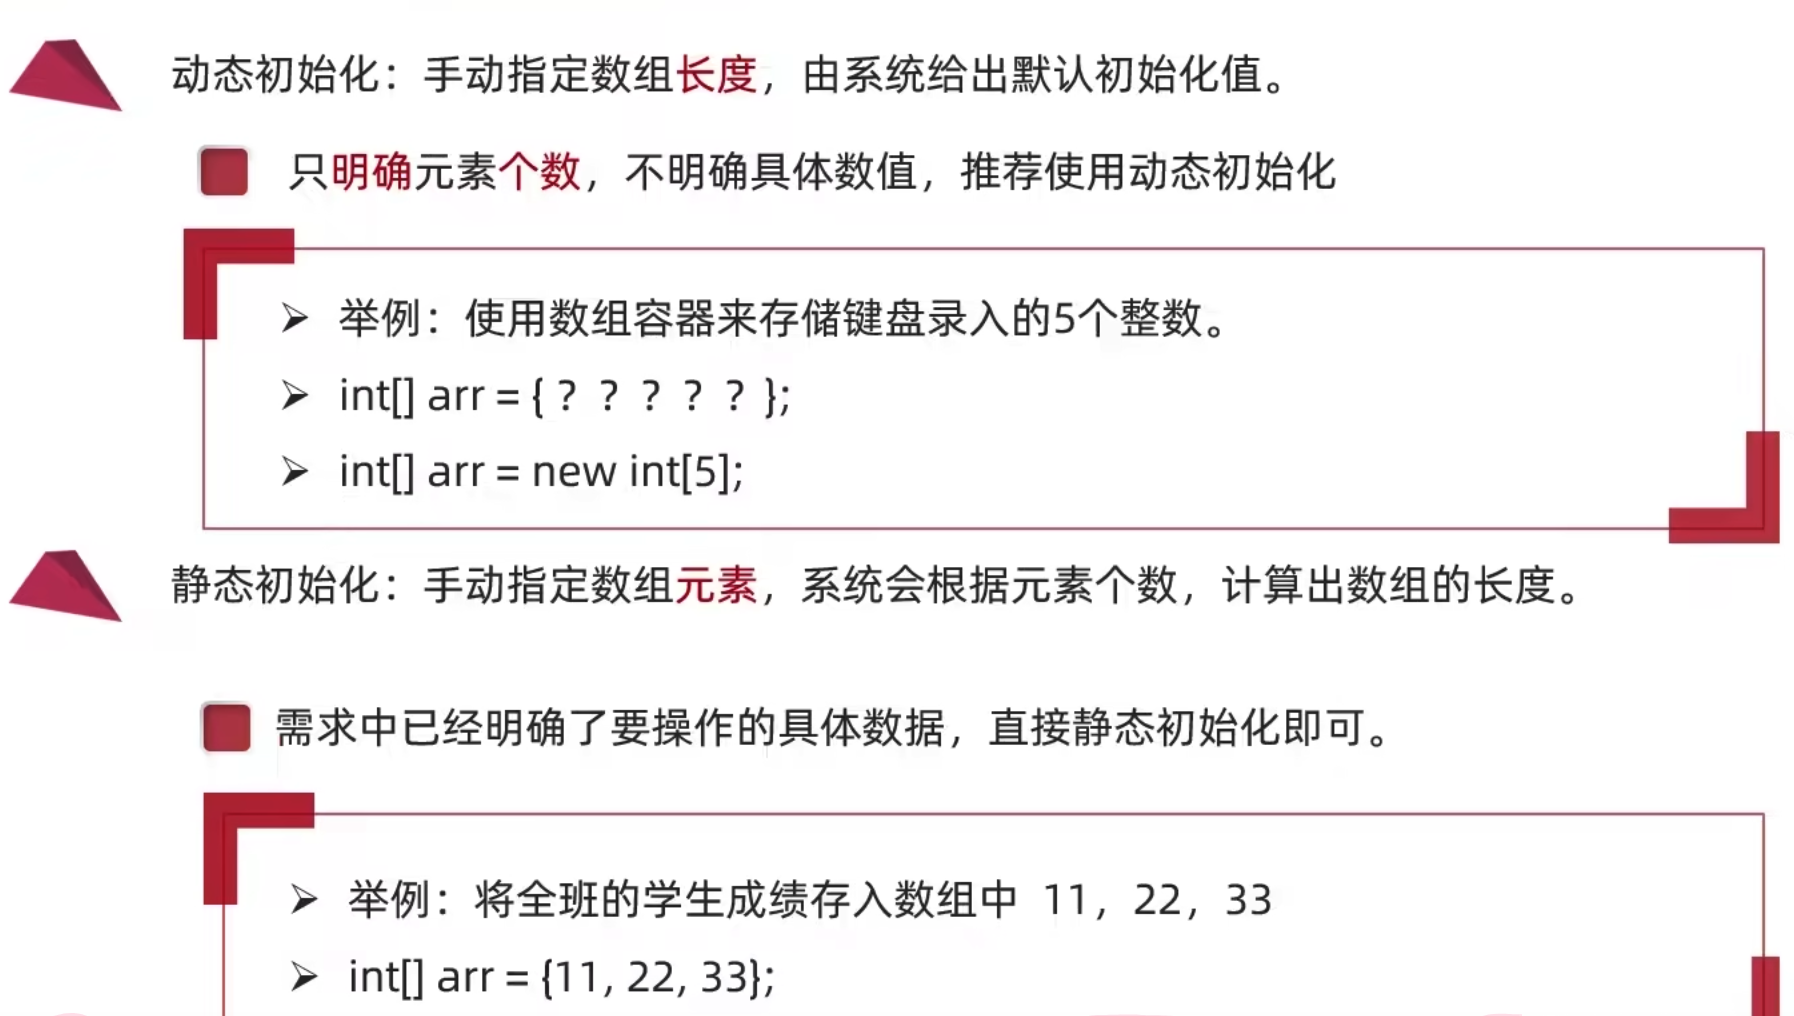 动态初始化：手动指定数组长度，由系统给出默认初始化值。
只明确元素个数，不明确具体数值，推荐使用动态初始化
举例：使用数组容器来存储键盘录入的5个整数。
int[] arr = { ? ? ? ? ? };
int[] arr = new int[5];
静态初始化：手动指定数组元素，系统会根据元素个数，计算出数组的长度。
需求中已经明确了要操作的具体数据，直接静态初始化即可。
举例：将全班的学生成绩存入数组中 11，22，33
int[] arr = {11, 22, 33};